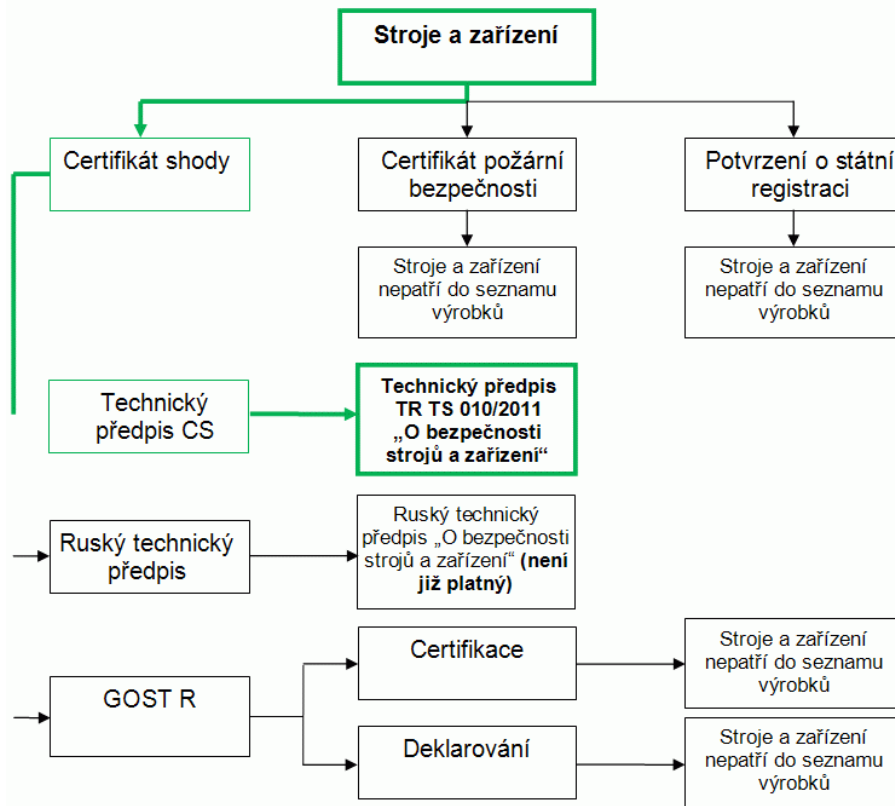 Stroje a zařízení
Certifikát shody
Certifikát požární
bezpečnosti
Potvrzení o státní
registraci
Stroje a zařízení
nepatří do seznamu
výrobků
Stroje a zařízení
nepatří do seznamu
výrobků
Technický
předpis CS
Technický předpis
TR TS 010/2011
„O bezpečnosti
strojů a zařízení“
Ruský technický
předpis
Ruský technický
předpis „O bezpečnosti
strojů a zařízení“ (není
již platný)
GOST R
Certifikace
Stroje a zařízení
nepatří do seznamu
výrobků
Deklarování
Stroje a zařízení
nepatří do seznamu
výrobků